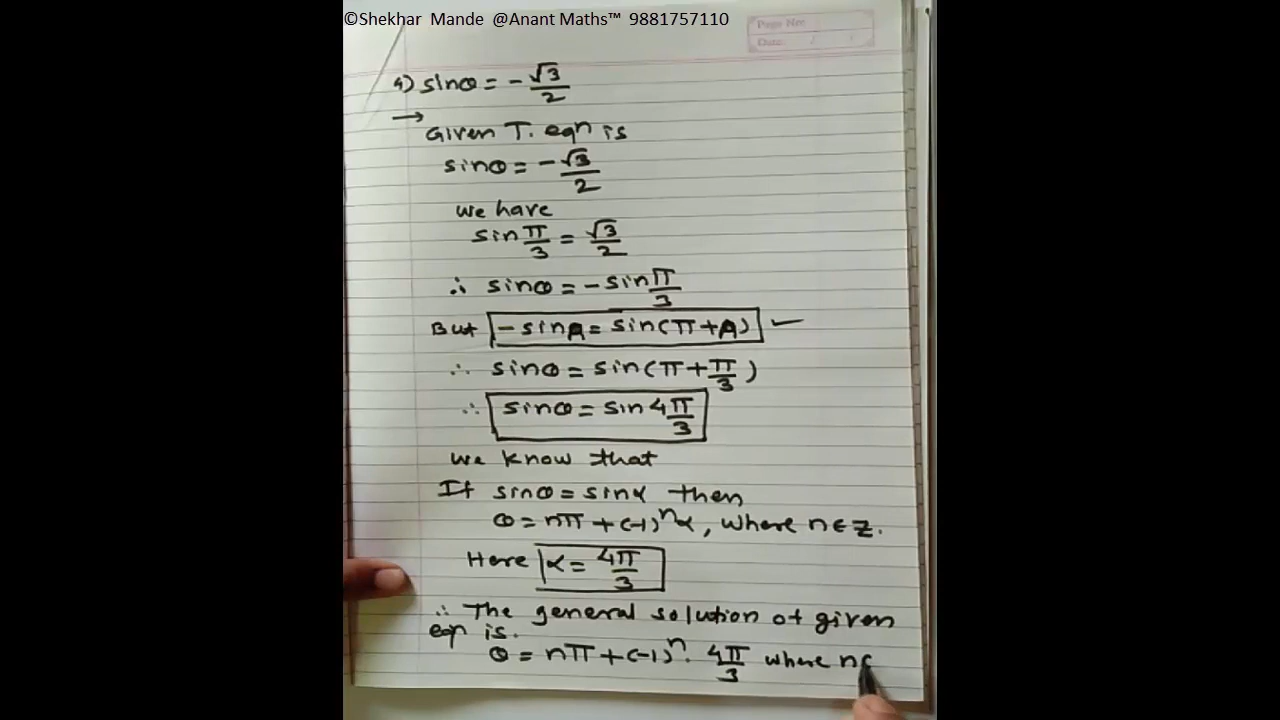 ©Shekhar Mande @Anant Maths™ 9881757110
Page No:
Date: / /
4) sinθ = -√3/2
→ Given T. eqn is
sinθ = -√3/2
we have
sin π/3 = √3/2
∴ sinθ = -sin π/3
But -sinA = sin(π+A)
∴ sinθ = sin(π+π/3)
∴ sinθ = sin 4π/3
we know that
If sinθ = sinα then
θ = nπ + (-1)ⁿα, where n∈Z.
Here α = 4π/3
∴ The general solution of given
eqn is.
θ = nπ + (-1)ⁿ. 4π/3 where n